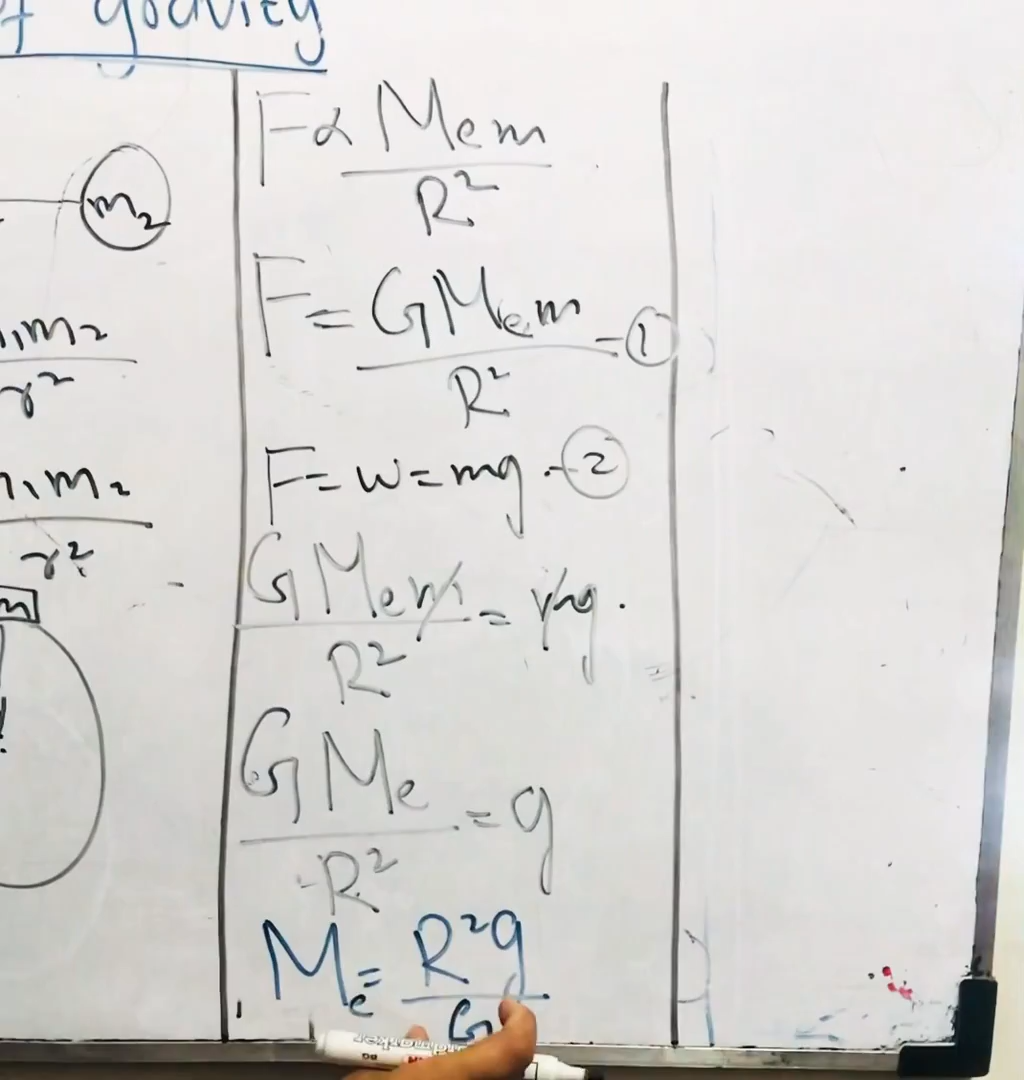 of gravity
m2
m1m2
r²
m1m2
r²
m
F ∝ Mem
R²
F = GMem - ①
R²
F = w = mg - ②
GMem = mg.
R²
GMe = g
R²
Me = R²g
G